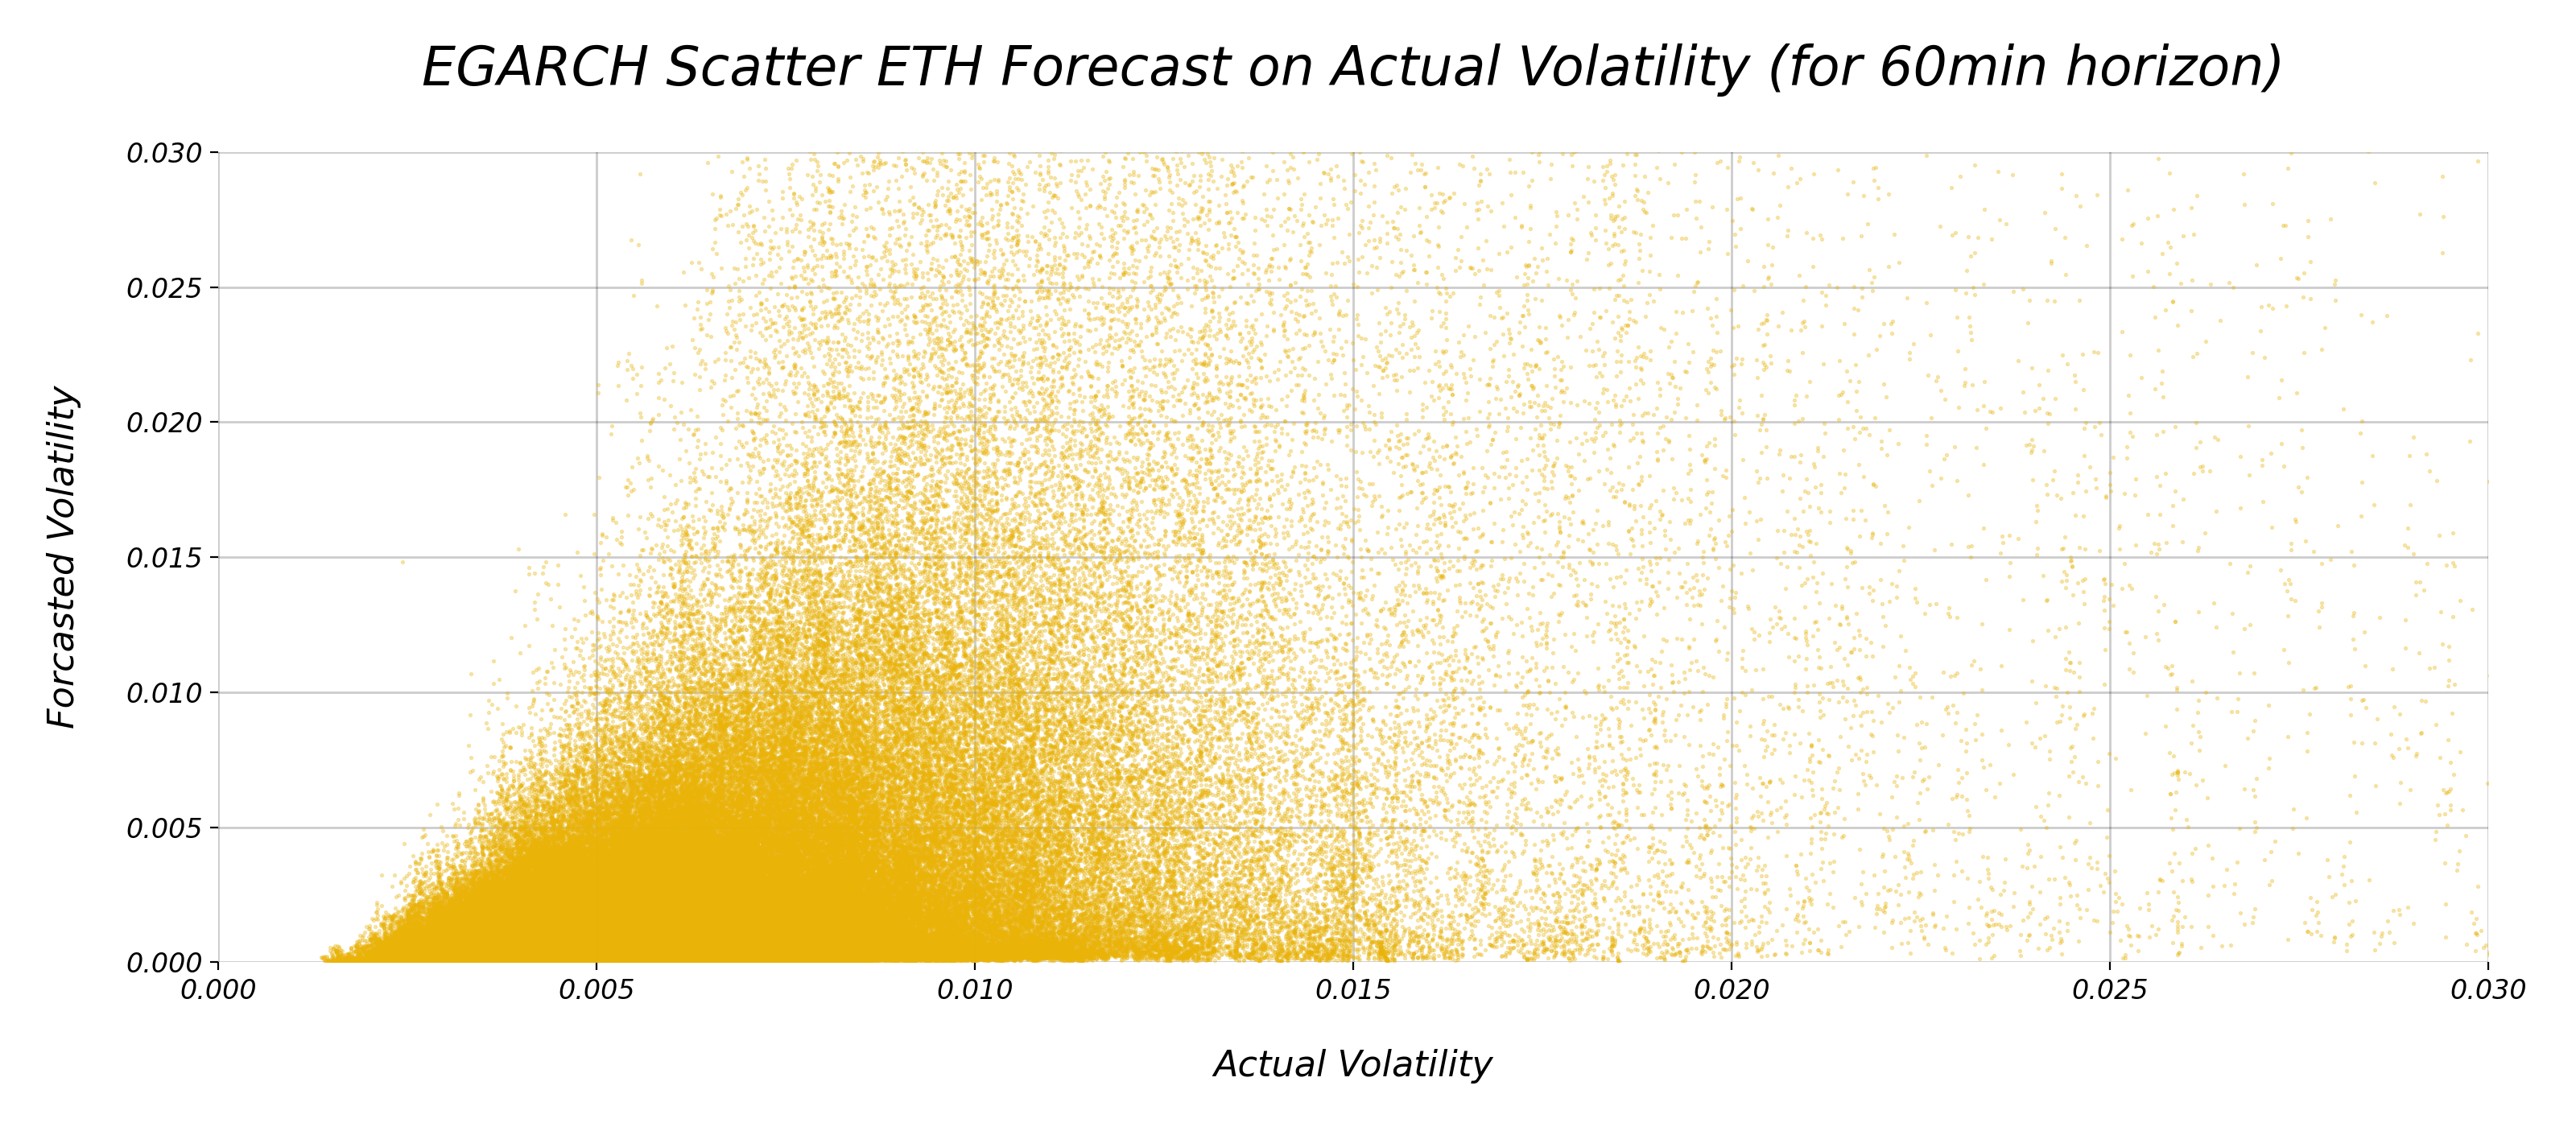 EGARCH Scatter ETH Forecast on Actual Volatility (for 60min horizon)
Forcasted Volatility
0.030
0.025
0.020
0.015
0.010
0.005
0.000
0.000 0.005 0.010 0.015 0.020 0.025 0.030
Actual Volatility